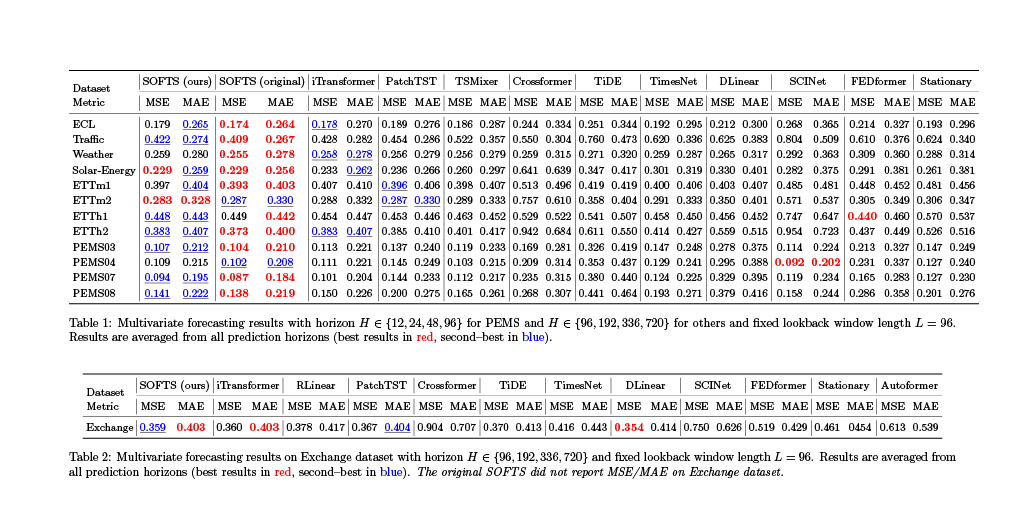 Dataset SOFTS (ours) SOFTS (original) iTransformer PatchTST TSMixer Crossformer TiDE TimesNet DLinear SCINet FEDformer Stationary
Metric MSE MAE MSE MAE MSE MAE MSE MAE MSE MAE MSE MAE MSE MAE MSE MAE MSE MAE MSE MAE MSE MAE MSE MAE
ECL 0.179 0.265 0.174 0.264 0.178 0.270 0.189 0.276 0.186 0.287 0.244 0.334 0.251 0.344 0.192 0.295 0.212 0.300 0.268 0.365 0.214 0.327 0.193 0.296
Traffic 0.422 0.274 0.409 0.267 0.428 0.282 0.454 0.286 0.522 0.357 0.550 0.304 0.760 0.473 0.620 0.336 0.625 0.383 0.804 0.509 0.610 0.376 0.624 0.340
Weather 0.259 0.280 0.255 0.278 0.258 0.278 0.256 0.279 0.256 0.279 0.259 0.315 0.271 0.320 0.259 0.287 0.265 0.317 0.292 0.363 0.309 0.360 0.288 0.314
Solar-Energy 0.229 0.259 0.229 0.256 0.233 0.262 0.236 0.266 0.260 0.297 0.641 0.639 0.347 0.417 0.301 0.319 0.330 0.401 0.282 0.375 0.291 0.381 0.261 0.381
ETTm1 0.397 0.404 0.393 0.403 0.407 0.410 0.396 0.406 0.398 0.407 0.513 0.496 0.419 0.419 0.400 0.406 0.403 0.407 0.485 0.481 0.448 0.452 0.481 0.456
ETTm2 0.283 0.328 0.287 0.330 0.288 0.332 0.287 0.330 0.289 0.333 0.757 0.610 0.358 0.404 0.291 0.333 0.350 0.401 0.571 0.537 0.305 0.349 0.306 0.347
ETTh1 0.448 0.443 0.449 0.442 0.454 0.447 0.453 0.446 0.463 0.452 0.529 0.522 0.541 0.507 0.458 0.450 0.456 0.452 0.747 0.647 0.440 0.460 0.570 0.537
ETTh2 0.383 0.407 0.373 0.400 0.383 0.407 0.385 0.410 0.401 0.417 0.942 0.684 0.611 0.550 0.414 0.427 0.559 0.515 0.954 0.723 0.437 0.449 0.526 0.516
PEMS03 0.107 0.212 0.104 0.210 0.113 0.221 0.137 0.240 0.119 0.233 0.169 0.281 0.326 0.419 0.147 0.248 0.278 0.375 0.114 0.224 0.213 0.327 0.147 0.249
PEMS04 0.109 0.215 0.102 0.208 0.111 0.221 0.145 0.249 0.103 0.215 0.209 0.314 0.353 0.437 0.129 0.241 0.295 0.388 0.092 0.202 0.231 0.337 0.127 0.240
PEMS07 0.094 0.195 0.087 0.184 0.101 0.204 0.144 0.233 0.112 0.217 0.235 0.315 0.380 0.440 0.124 0.225 0.329 0.395 0.119 0.234 0.165 0.283 0.127 0.230
PEMS08 0.141 0.222 0.138 0.219 0.150 0.226 0.200 0.275 0.165 0.261 0.268 0.307 0.441 0.464 0.193 0.271 0.379 0.416 0.158 0.244 0.286 0.358 0.201 0.276
Table 1: Multivariate forecasting results with horizon H ∈ {12, 24, 48, 96} for PEMS and H ∈ {96, 192, 336, 720} for others and fixed lookback window length L = 96.
Results are averaged from all prediction horizons (best results in red, second–best in blue).
Dataset SOFTS (ours) iTransformer RLinear PatchTST Crossformer TiDE TimesNet DLinear SCINet FEDformer Stationary Autoformer
Metric MSE MAE MSE MAE MSE MAE MSE MAE MSE MAE MSE MAE MSE MAE MSE MAE MSE MAE MSE MAE MSE MAE MSE MAE
Exchange 0.359 0.403 0.360 0.403 0.378 0.417 0.367 0.404 0.904 0.707 0.370 0.413 0.416 0.443 0.354 0.414 0.750 0.626 0.519 0.429 0.461 0454 0.613 0.539
Table 2: Multivariate forecasting results on Exchange dataset with horizon H ∈ {96, 192, 336, 720} and fixed lookback window length L = 96. Results are averaged from
all prediction horizons (best results in red, second–best in blue). The original SOFTS did not report MSE/MAE on Exchange dataset.